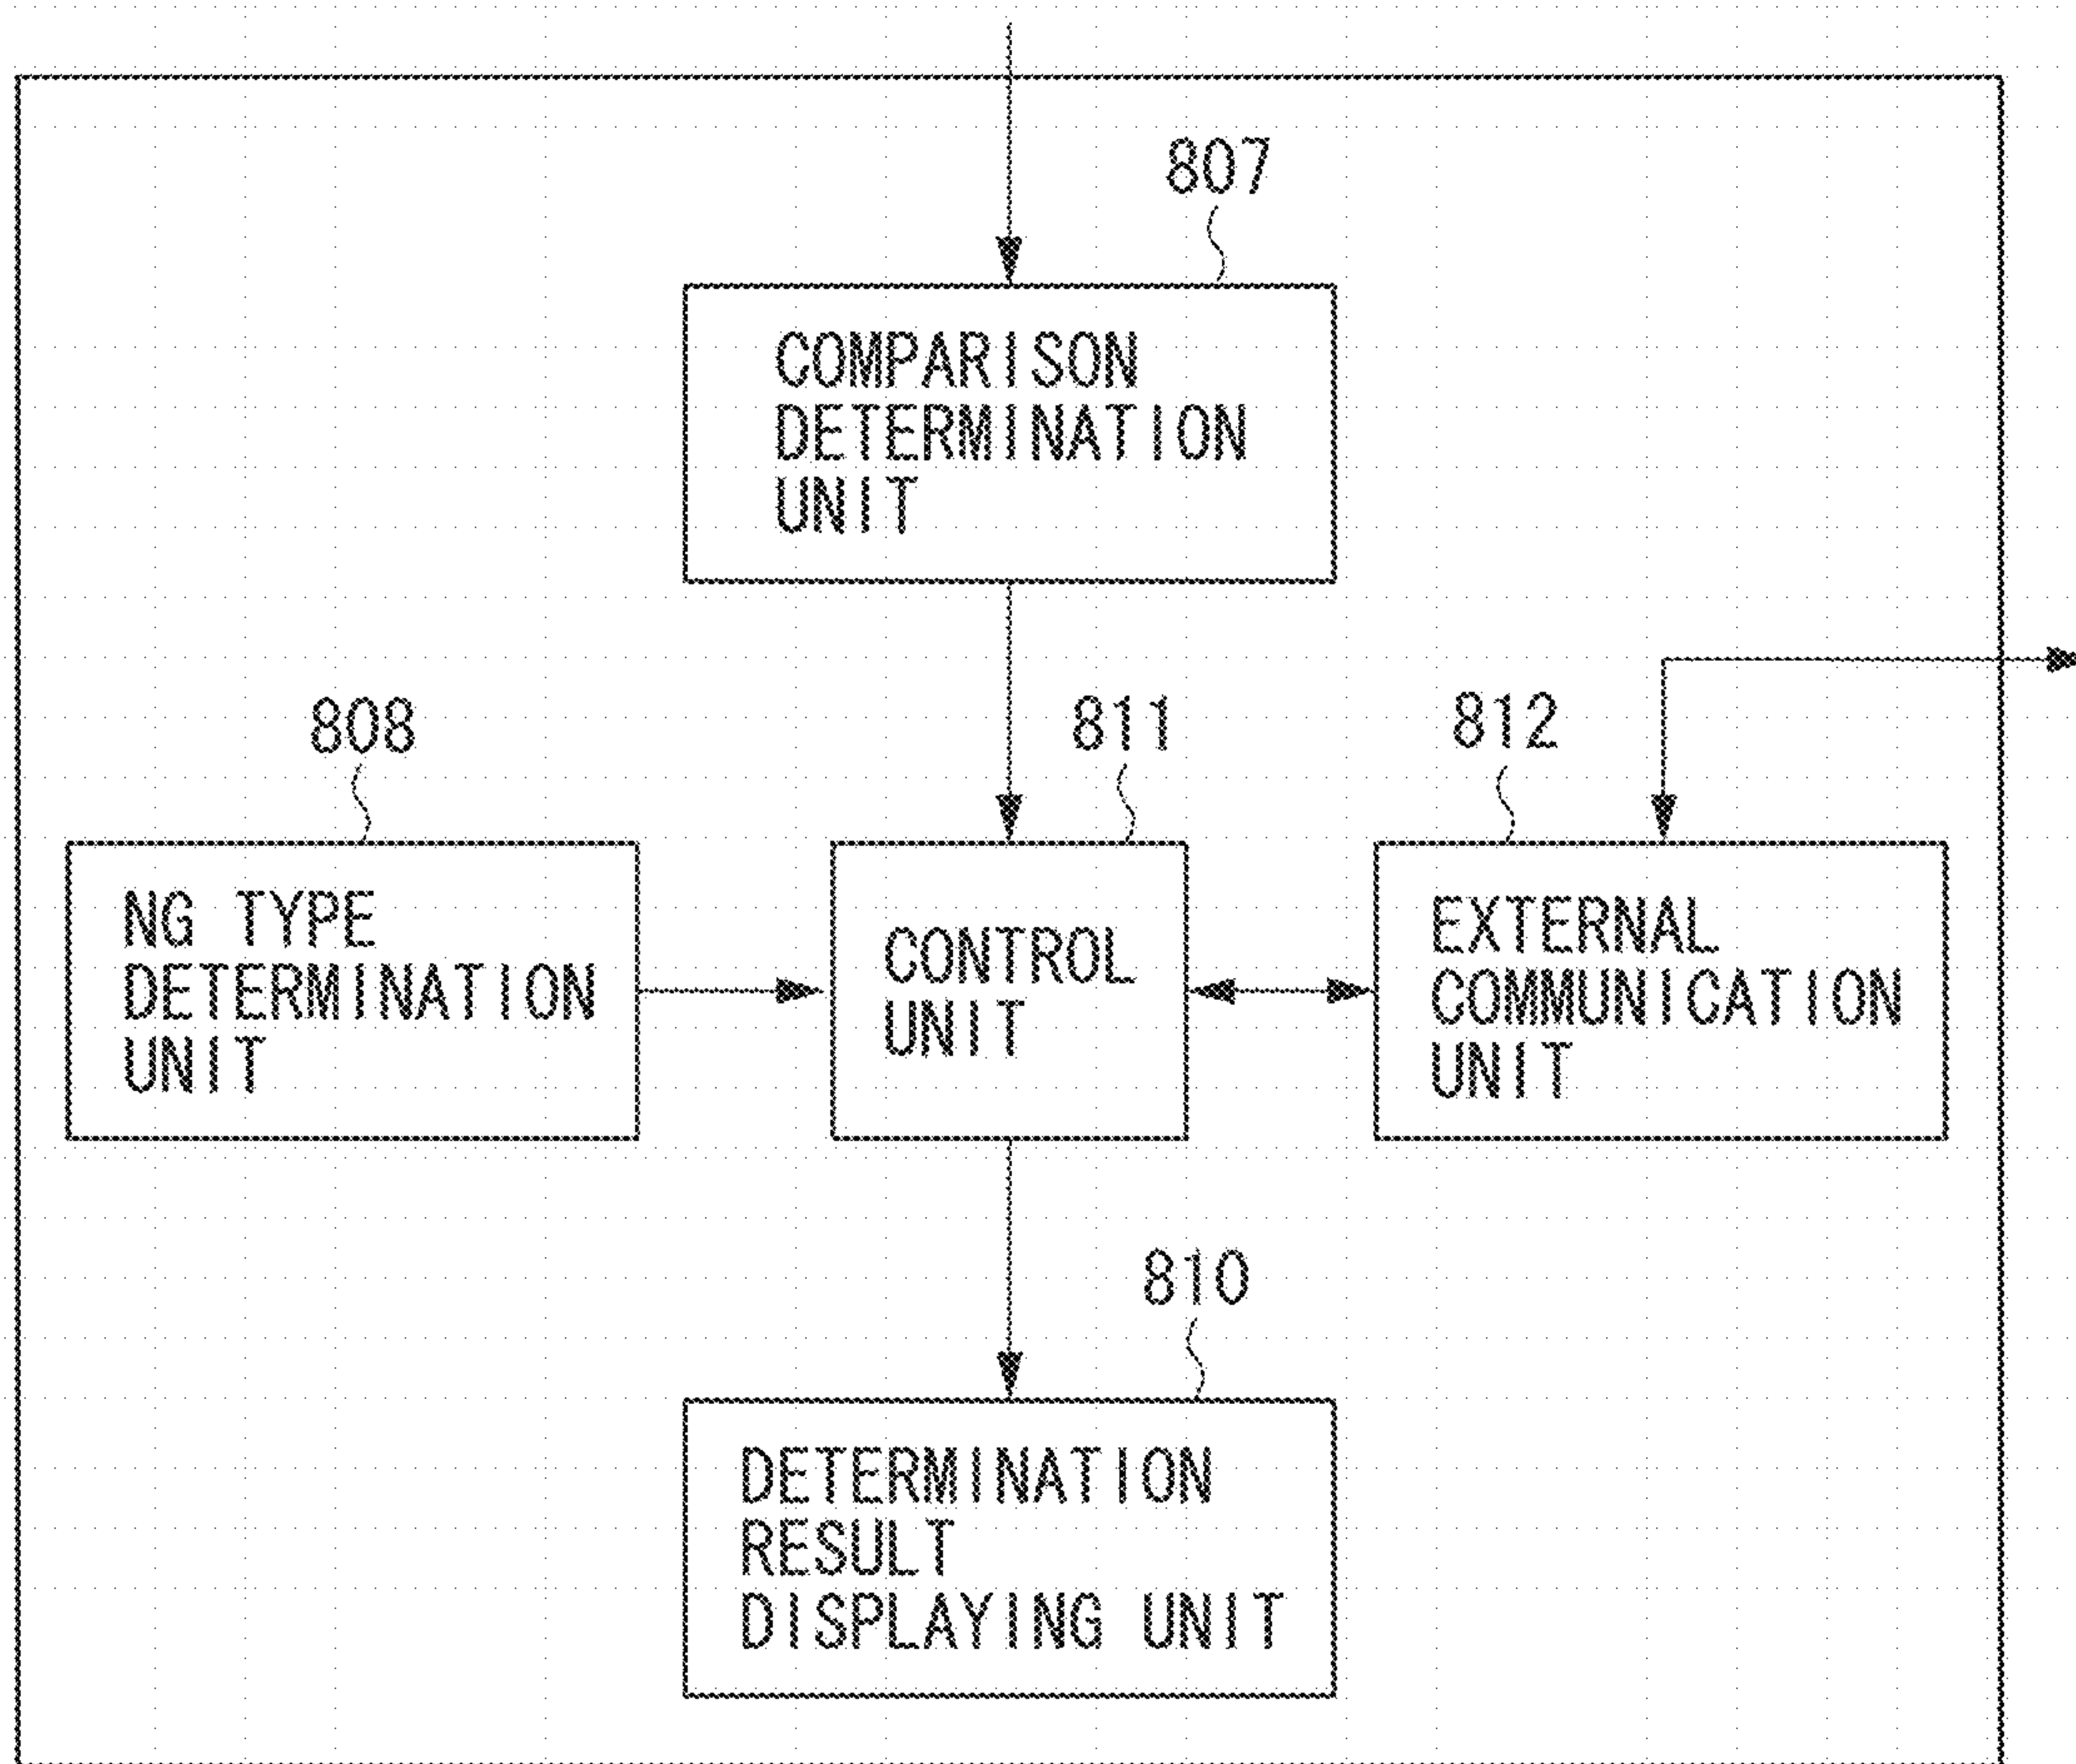 807
COMPARISON
DETERMINATION
UNIT
808
NG TYPE
DETERMINATION
UNIT
811
CONTROL
UNIT
812
EXTERNAL
COMMUNICATION
UNIT
810
DETERMINATION
RESULT
DISPLAYING UNIT